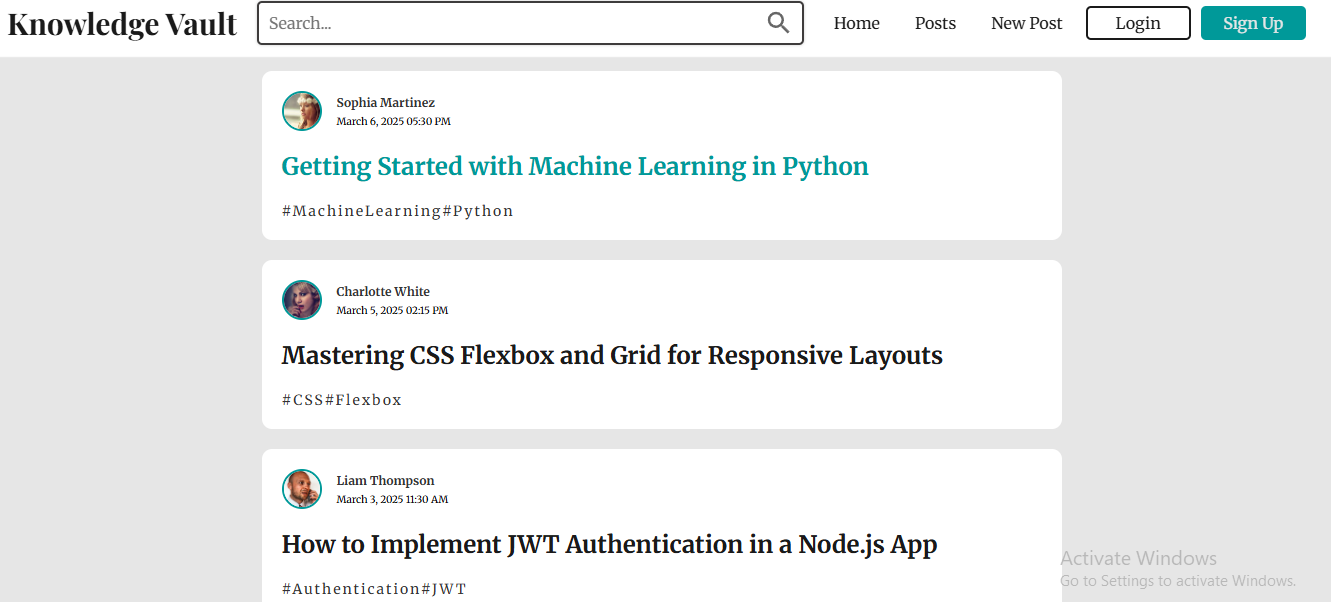 Knowledge Vault Search... Home Posts New Post Login Sign Up
Sophia Martinez
March 6, 2025 05:30 PM
Getting Started with Machine Learning in Python
#MachineLearning#Python
Charlotte White
March 5, 2025 02:15 PM
Mastering CSS Flexbox and Grid for Responsive Layouts
#CSS#Flexbox
Liam Thompson
March 3, 2025 11:30 AM
How to Implement JWT Authentication in a Node.js App
#Authentication#JWT
Activate Windows
Go to Settings to activate Windows.